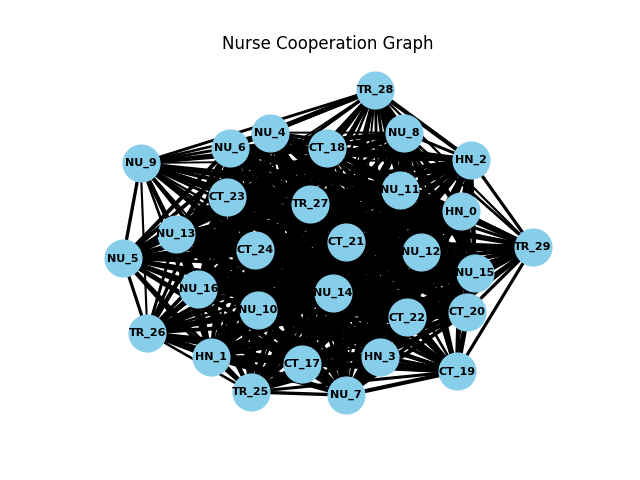 Nurse Cooperation Graph
TR_28
NU_4
NU_8
NU_6
CT_18
HN_2
NU_9
NU_11
CT_23
TR_27
HN_0
NU_13
CT_21
TR_29
CT_24
NU_12
NU_5
NU_15
NU_16
NU_14
NU_10
CT_20
CT_22
TR_26
HN_1
HN_3
CT_17
CT_19
TR_25
NU_7